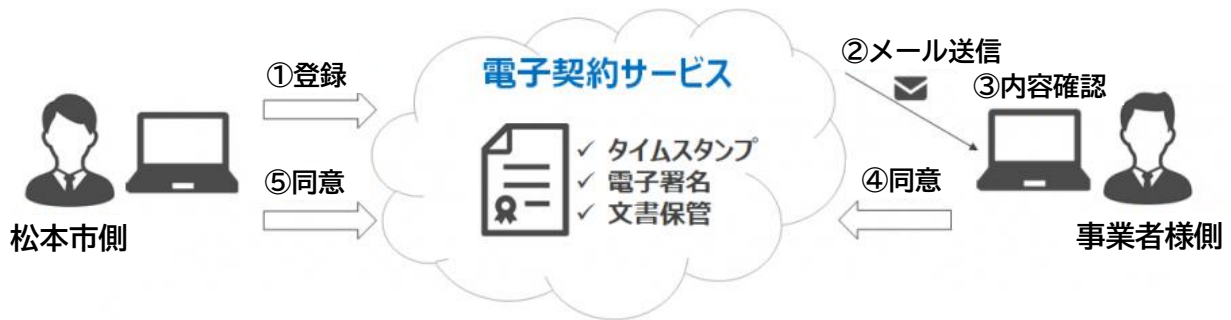 ①登録
電子契約サービス
②メール送信
③内容確認
✓ タイムスタンプ
✓ 電子署名
✓ 文書保管
⑤同意
④同意
松本市側
事業者様側